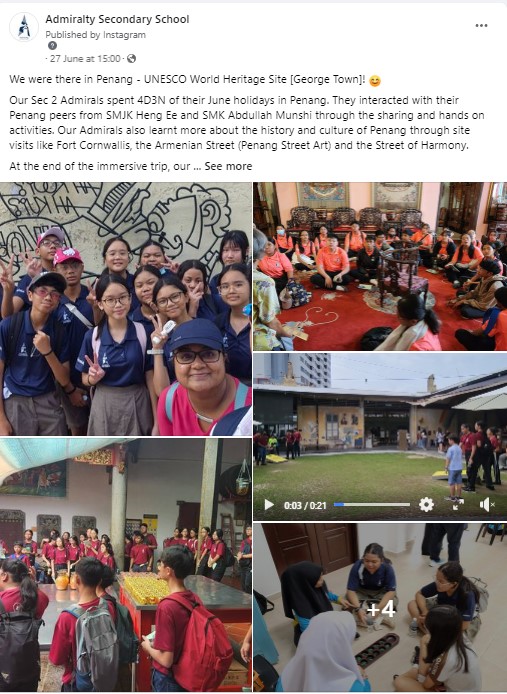 Admiralty Secondary School
Published by Instagram
· 27 June at 15:00 ·
We were there in Penang - UNESCO World Heritage Site [George Town]! 😊
Our Sec 2 Admirals spent 4D3N of their June holidays in Penang. They interacted with their
Penang peers from SMJK Heng Ee and SMK Abdullah Munshi through the sharing and hands on
activities. Our Admirals also learnt more about the history and culture of Penang through site
visits like Fort Cornwallis, the Armenian Street (Penang Street Art) and the Street of Harmony.
At the end of the immersive trip, our ... See more
0:03 / 0:21
+4